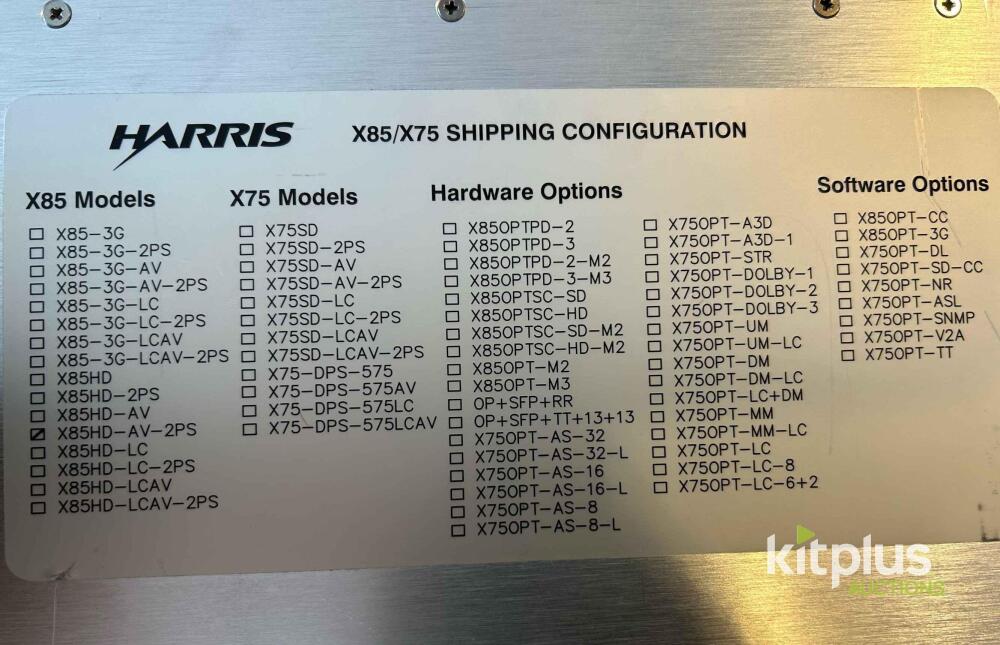 HARRIS
X85/X75 SHIPPING CONFIGURATION
X85 Models
X85-3G
X85-3G-2PS
X85-3G-AV
X85-3G-AV-2PS
X85-3G-LC
X85-3G-LC-2PS
X85-3G-LCAV
X85-3G-LCAV-2PS
X85HD
X85HD-2PS
X85HD-AV
X85HD-AV-2PS
X85HD-LC
X85HD-LC-2PS
X85HD-LCAV
X85HD-LCAV-2PS
X75 Models
X75SD
X75SD-2PS
X75SD-AV
X75SD-AV-2PS
X75SD-LC
X75SD-LC-2PS
X75SD-LCAV
X75SD-LCAV-2PS
X75-DPS-575
X75-DPS-575AV
X75-DPS-575LC
X75-DPS-575LCAV
Hardware Options
X85OPTPD-2
X85OPTPD-3
X85OPTPD-2-M2
X85OPTPD-3-M3
X85OPTSC-SD
X85OPTSC-HD
X85OPTSC-SD-M2
X85OPTSC-HD-M2
X85OPT-M2
X85OPT-M3
OP+SFP+RR
OP+SFP+TT+13+13
X75OPT-AS-32
X75OPT-AS-32-L
X75OPT-AS-16
X75OPT-AS-16-L
X75OPT-AS-8
X75OPT-AS-8-L
X75OPT-A3D
X75OPT-A3D-1
X75OPT-STR
X75OPT-DOLBY-1
X75OPT-DOLBY-2
X75OPT-DOLBY-3
X75OPT-UM
X75OPT-UM-LC
X75OPT-DM
X75OPT-DM-LC
X75OPT-LC+DM
X75OPT-MM
X75OPT-MM-LC
X75OPT-LC
X75OPT-LC-8
X75OPT-LC-6+2
Software Options
X85OPT-CC
X85OPT-3G
X75OPT-DL
X75OPT-SD-CC
X75OPT-NR
X75OPT-ASL
X75OPT-SNMP
X75OPT-V2A
X75OPT-TT
kitplus
AUCTIONS